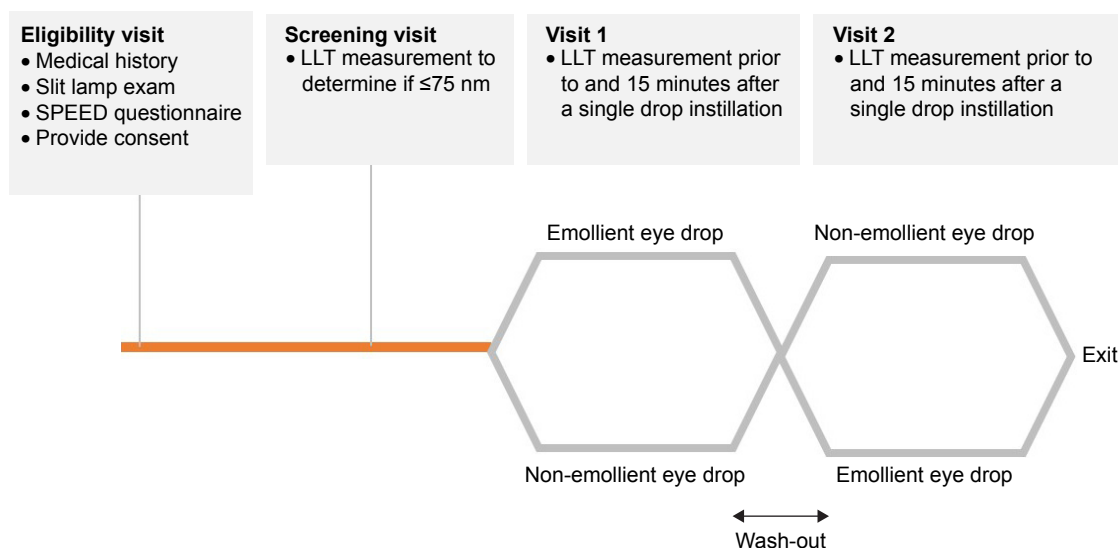 Eligibility visit
• Medical history
• Slit lamp exam
• SPEED questionnaire
• Provide consent
Screening visit
• LLT measurement to
determine if ≤75 nm
Visit 1
• LLT measurement prior
to and 15 minutes after
a single drop instillation
Visit 2
• LLT measurement prior to
and 15 minutes after a
single drop instillation
Emollient eye drop
Non-emollient eye drop
Exit
Non-emollient eye drop
Emollient eye drop
Wash-out